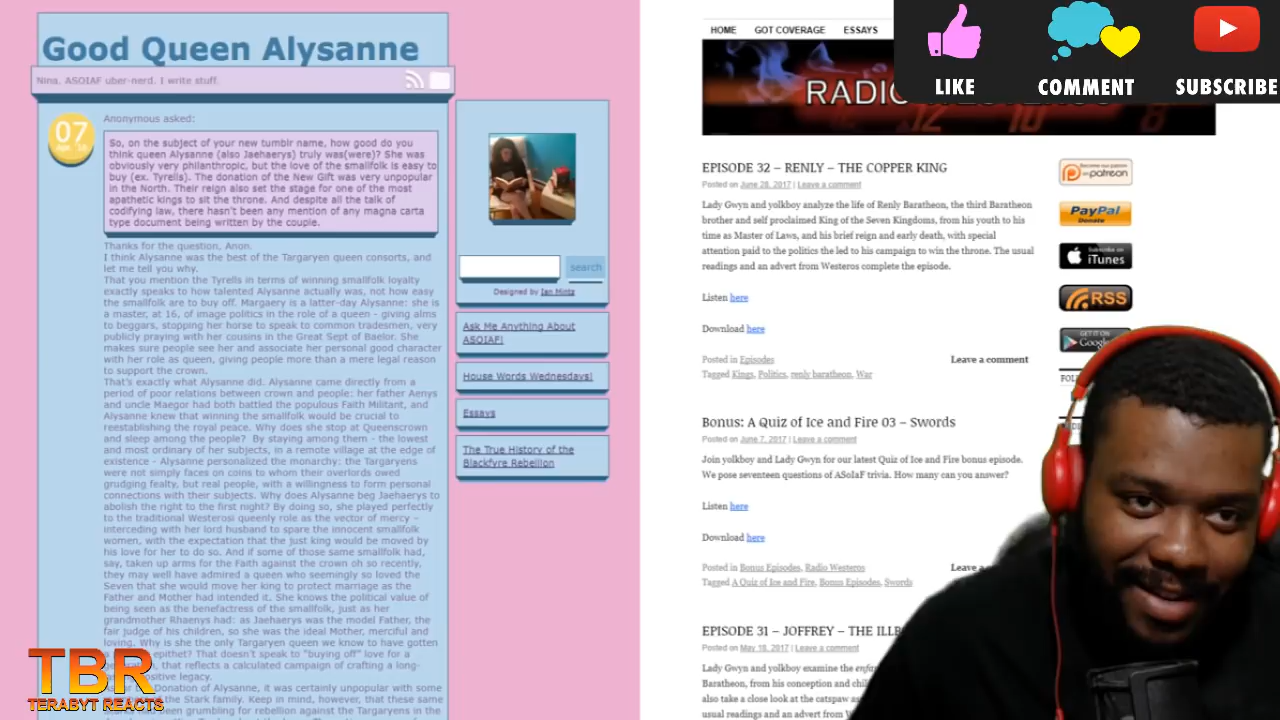 Good Queen Alysanne
Nina. ASOIAF uber-nerd. I write stuff.
07
Apr '16
Anonymous asked:
So, on the subject of your new tumblr name, how good do you
think queen Alysanne (also Jaehaerys) truly was(were)? She was
obviously very philanthropic, but the love of the smallfolk is easy to
buy (ex. Tyrells). The donation of the New Gift was very unpopular
in the North. Their reign also set the stage for one of the most
apathetic kings to sit the throne. And despite all the talk of
codifying law, there hasn't been any mention of any magna carta
type document being written by the couple.
Thanks for the question, Anon.
I think Alysanne was the best of the Targaryen queen consorts, and
let me tell you why.
That you mention the Tyrells in terms of winning smallfolk loyalty
exactly speaks to how talented Alysanne actually was, not how easy
the smallfolk are to buy off. Margaery is a latter-day Alysanne: she is
a master, at 16, of image politics in the role of a queen - giving alms
to beggars, stopping her horse to speak to common tradesmen, very
publicly praying with her cousins in the Great Sept of Baelor. She
makes sure people see her and associate her personal good character
with her role as queen, giving people more than a mere legal reason
to support the crown.
That's exactly what Alysanne did. Alysanne came directly from a
period of poor relations between crown and people: her father Aenys
and uncle Maegor had both battled the populous Faith Militant, and
Alysanne knew that winning the smallfolk would be crucial to
reestablishing the royal peace. Why does she stop at Queenscrown
and sleep among the people? By staying among them - the lowest
and most ordinary of her subjects, in a remote village at the edge of
existence - Alysanne personalized the monarchy: the Targaryens
were not simply faces on coins to whom their overlords owed
grudging fealty, but real people, with a willingness to form personal
connections with their subjects. Why does Alysanne beg Jaehaerys to
abolish the right to the first night? By doing so, she played perfectly
to the traditional Westerosi queenly role as the vector of mercy –
interceding with her lord husband to spare the innocent smallfolk
women, with the expectation that the just king would be moved by
his love for her to do so. And if some of those same smallfolk had,
say, taken up arms for the Faith against the crown oh so recently,
they may well have admired a queen who seemingly so loved the
Seven that she would move her king to protect marriage as the
Father and Mother had intended it. She knows the political value of
being seen as the benefactress of the smallfolk, just as her
grandmother Rhaenys had: as Jaehaerys was the model Father, the
fair judge of his children, so she was the ideal Mother, merciful and
loving. Why is she the only Targaryen queen we know to have gotten
epithet? That doesn't speak to "buying off" love for a
that reflects a calculated campaign of crafting a long-
positive legacy.
Donation of Alysanne, it was certainly unpopular with some
the Stark family. Keep in mind, however, that these same
been grumbling for rebellion against the Targaryens in the
search
Designed by Ian Mintz
Ask Me Anything About
ASOIAF!
House Words Wednesdays!
Essays
The True History of the
Blackfyre Rebellion
HOME GOT COVERAGE ESSAYS
RADIO WESTEROS
12 10 8
EPISODE 32 – RENLY – THE COPPER KING
Posted on June 28, 2017 | Leave a comment
Lady Gwyn and yolkboy analyze the life of Renly Baratheon, the third Baratheon
brother and self proclaimed King of the Seven Kingdoms, from his youth to his
time as Master of Laws, and his brief reign and early death, with special
attention paid to the politics the led to his campaign to win the throne. The usual
readings and an advert from Westeros complete the episode.
Listen here
Download here
Posted in Episodes
Leave a comment
Tagged Kings, Politics, renly baratheon, War
Bonus: A Quiz of Ice and Fire 03 – Swords
Posted on June 7, 2017 | Leave a comment
Join yolkboy and Lady Gwyn for our latest Quiz of Ice and Fire bonus episode.
We pose seventeen questions of ASoIaF trivia. How many can you answer?
Listen here
Download here
Posted in Bonus Episodes, Radio Westeros
Leave a
Tagged A Quiz of Ice and Fire, Bonus Episodes, Swords
EPISODE 31 – JOFFREY – THE
Posted on May 18, 2017 | Leave a comment
Lady Gwyn and yolkboy examine the
Baratheon, from his conception and
also take a close look at the catspaw
usual readings and an advert from
Become our patron
on patreon
PayPal
Donate
Subscribe on
iTunes
RSS
GET IT ON
Google
LIKE
COMMENT
SUBSCRIBE
TBR
TERABYT REACTS